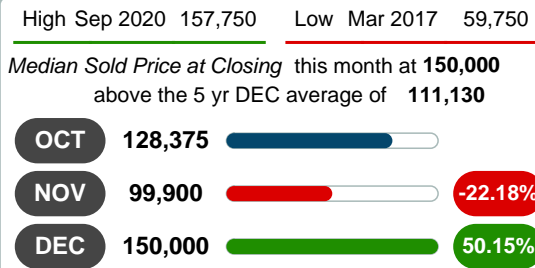 High Sep 2020 157,750 Low Mar 2017 59,750
Median Sold Price at Closing this month at 150,000
above the 5 yr DEC average of 111,130
OCT 128,375
NOV 99,900 -22.18%
DEC 150,000 50.15%